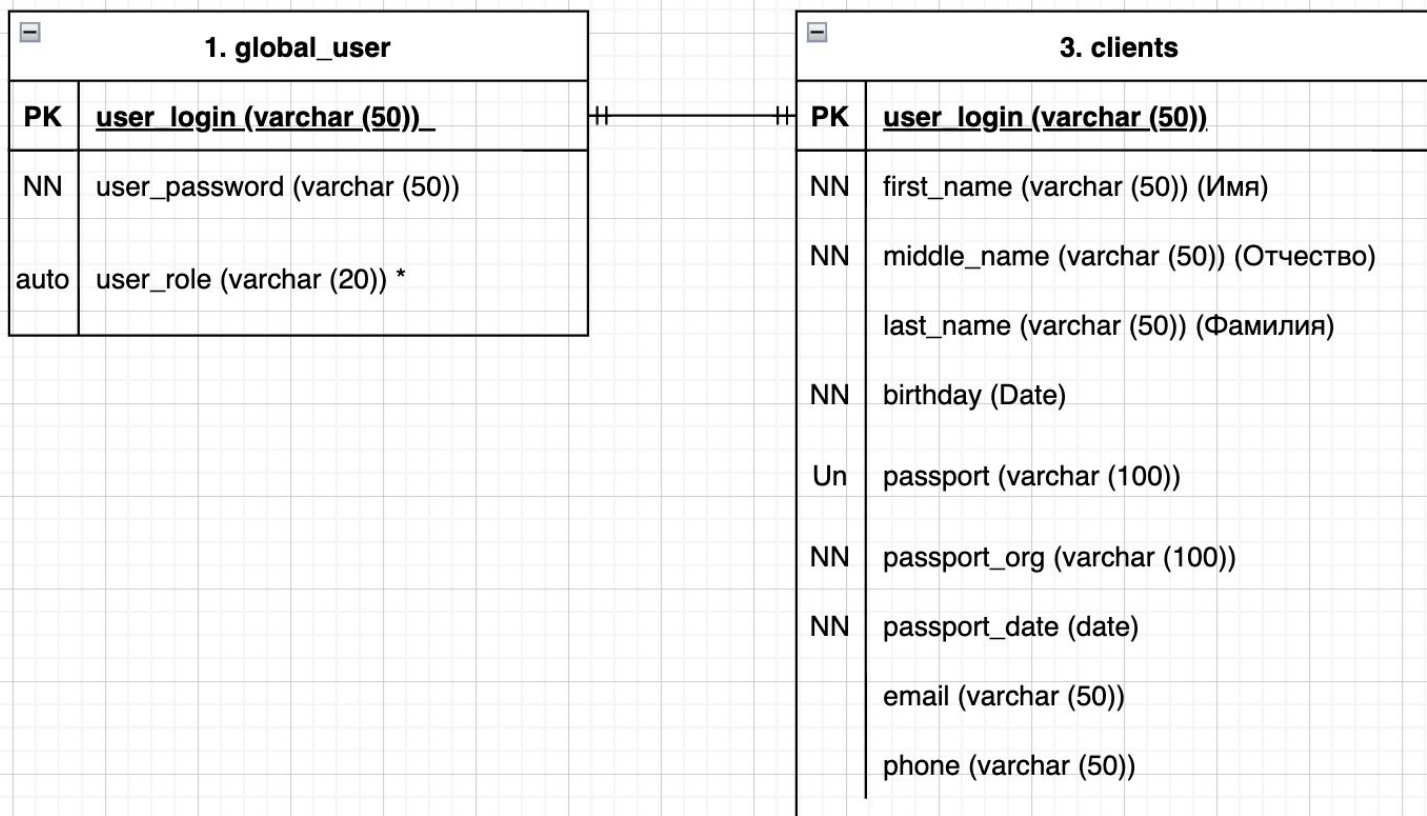 1. global_user
PK user_login (varchar (50))_
NN user_password (varchar (50))
auto user_role (varchar (20)) *
3. clients
PK user_login (varchar (50))
NN first_name (varchar (50)) (Имя)
NN middle_name (varchar (50)) (Отчество)
last_name (varchar (50)) (Фамилия)
NN birthday (Date)
Un passport (varchar (100))
NN passport_org (varchar (100))
NN passport_date (date)
email (varchar (50))
phone (varchar (50))